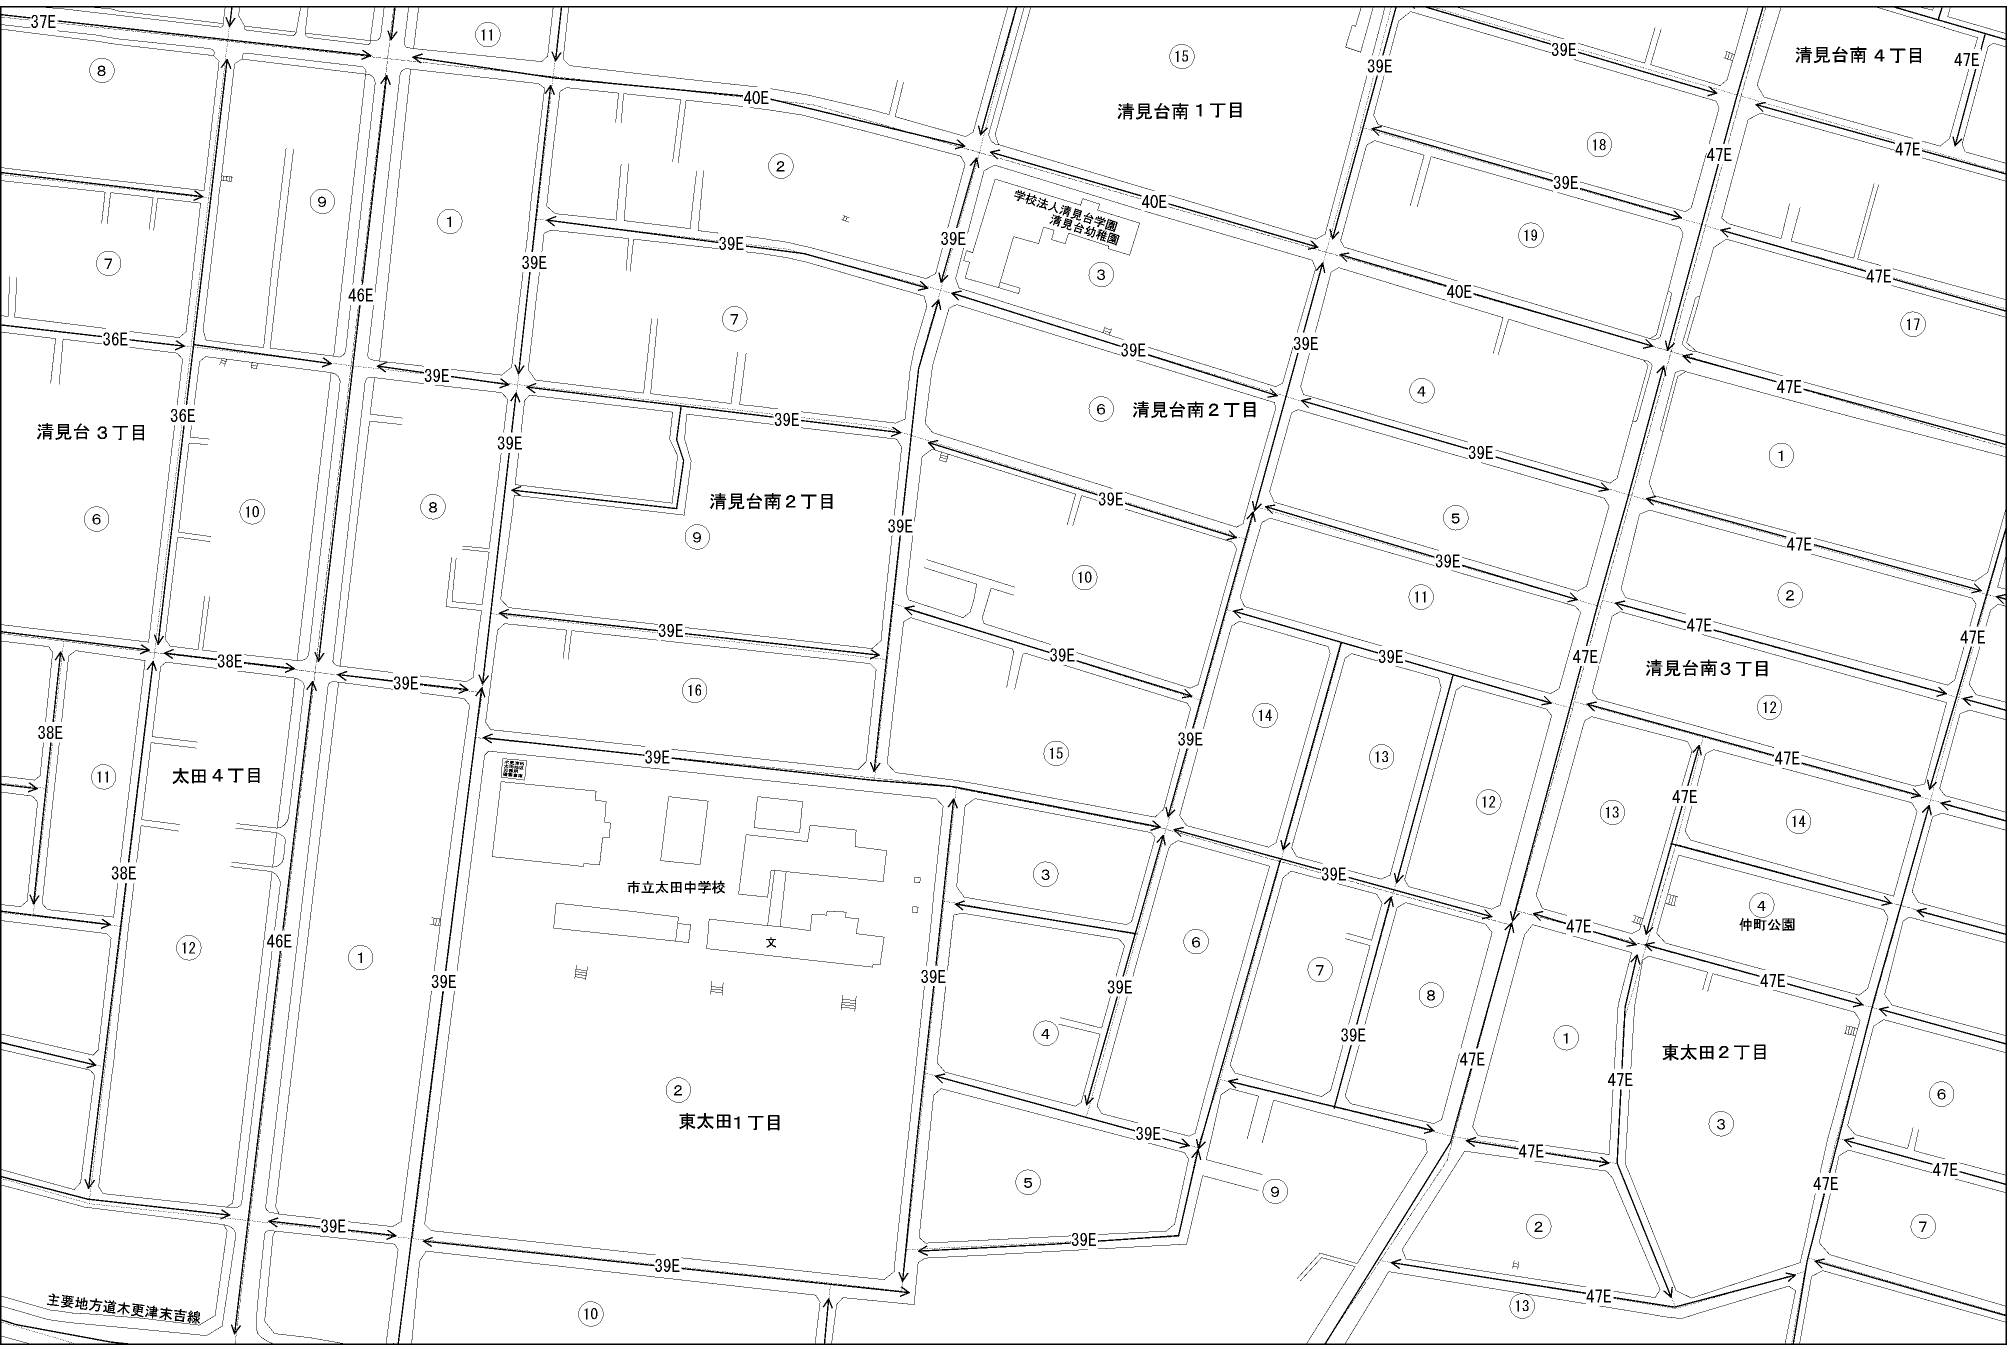 37E
⑧
⑪
⑮
39E
39E
清見台南４丁目
47E
40E
清見台南１丁目
⑱
47E
47E
②
39E
40E
学校法人清見台学園
清見台幼稚園
⑨
①
⑲
⑦
39E
39E
39E
③
47E
46E
40E
⑦
⑰
36E
39E
39E
39E
47E
36E
④
39E
⑥
清見台南２丁目
清見台３丁目
39E
39E
①
39E
清見台南２丁目
⑥
⑩
⑧
⑨
39E
39E
⑤
47E
⑩
39E
⑪
②
39E
47E
47E
38E
39E
39E
39E
47E
清見台南３丁目
39E
⑯
⑭
⑫
38E
39E
39E
⑮
⑬
47E
⑪
太田４丁目
⑫
47E
⑬
⑭
38E
市立太田中学校
③
39E
④
仲町公園
文
⑫
①
46E
⑥
47E
39E
39E
39E
⑦
⑧
47E
④
39E
①
47E
東太田２丁目
47E
②
東太田１丁目
39E
③
⑥
47E
47E
⑤
⑨
47E
39E
39E
②
⑦
39E
47E
主要地方道木更津末吉線
⑩
⑬